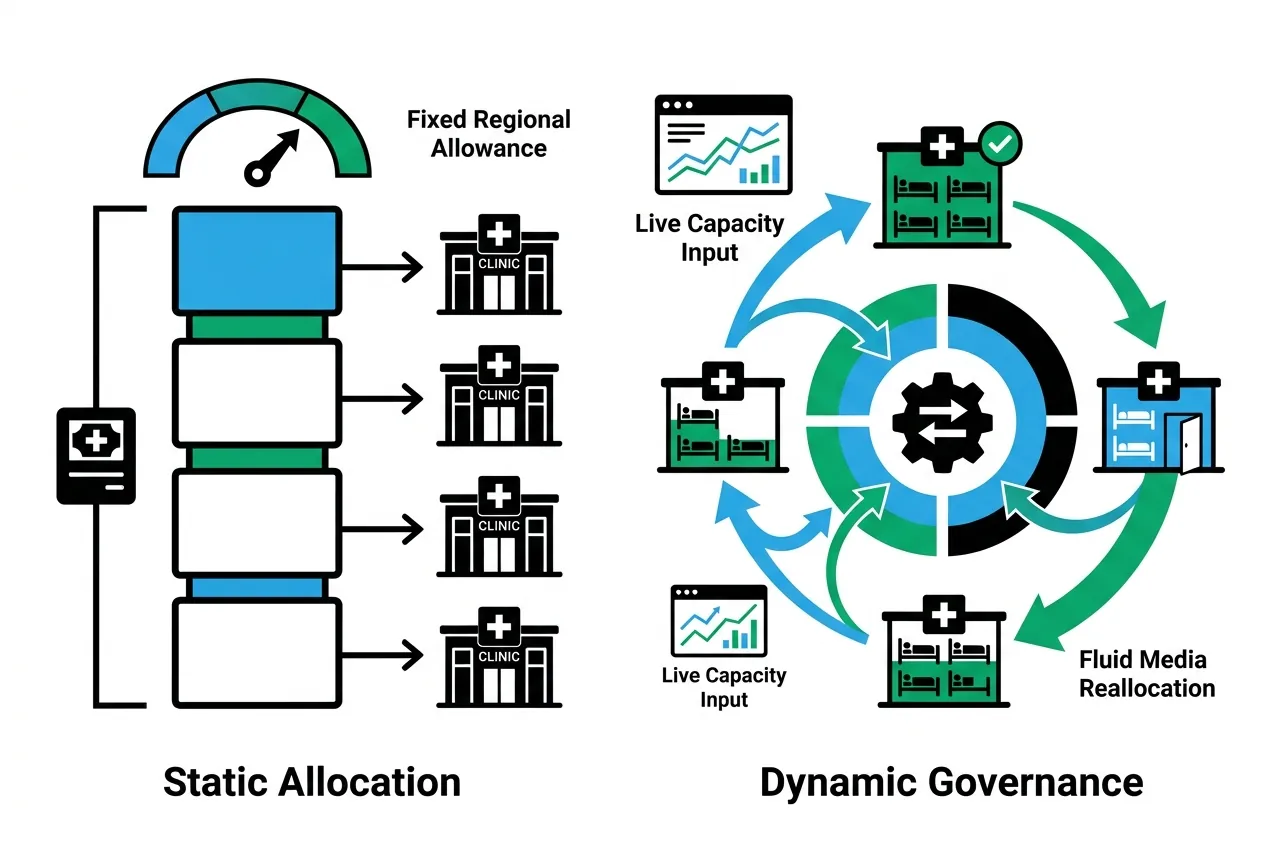 Fixed Regional
Allowance
CLINIC
CLINIC
CLINIC
CLINIC
Static Allocation
Live Capacity
Input
Live Capacity
Input
Fluid Media
Reallocation
Dynamic Governance